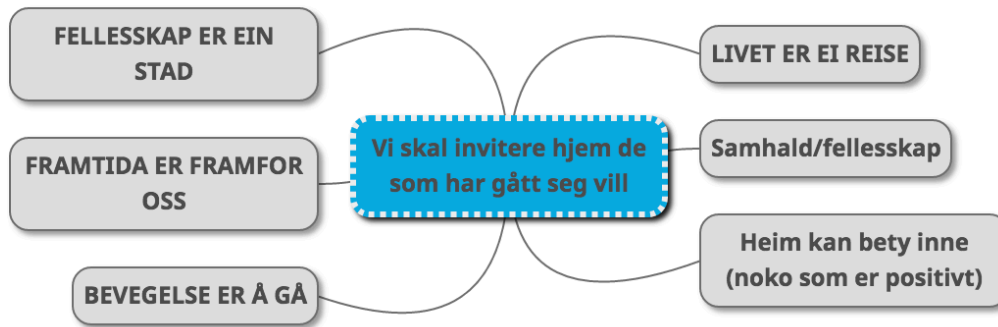 FELLESSKAP ER EIN
STAD
FRAMTIDA ER FRAMFOR
OSS
BEVEGELSE ER Å GÅ
Vi skal invitere hjem de
som har gått seg vill
LIVET ER EI REISE
Samhald/fellesskap
Heim kan bety inne
(noko som er positivt)